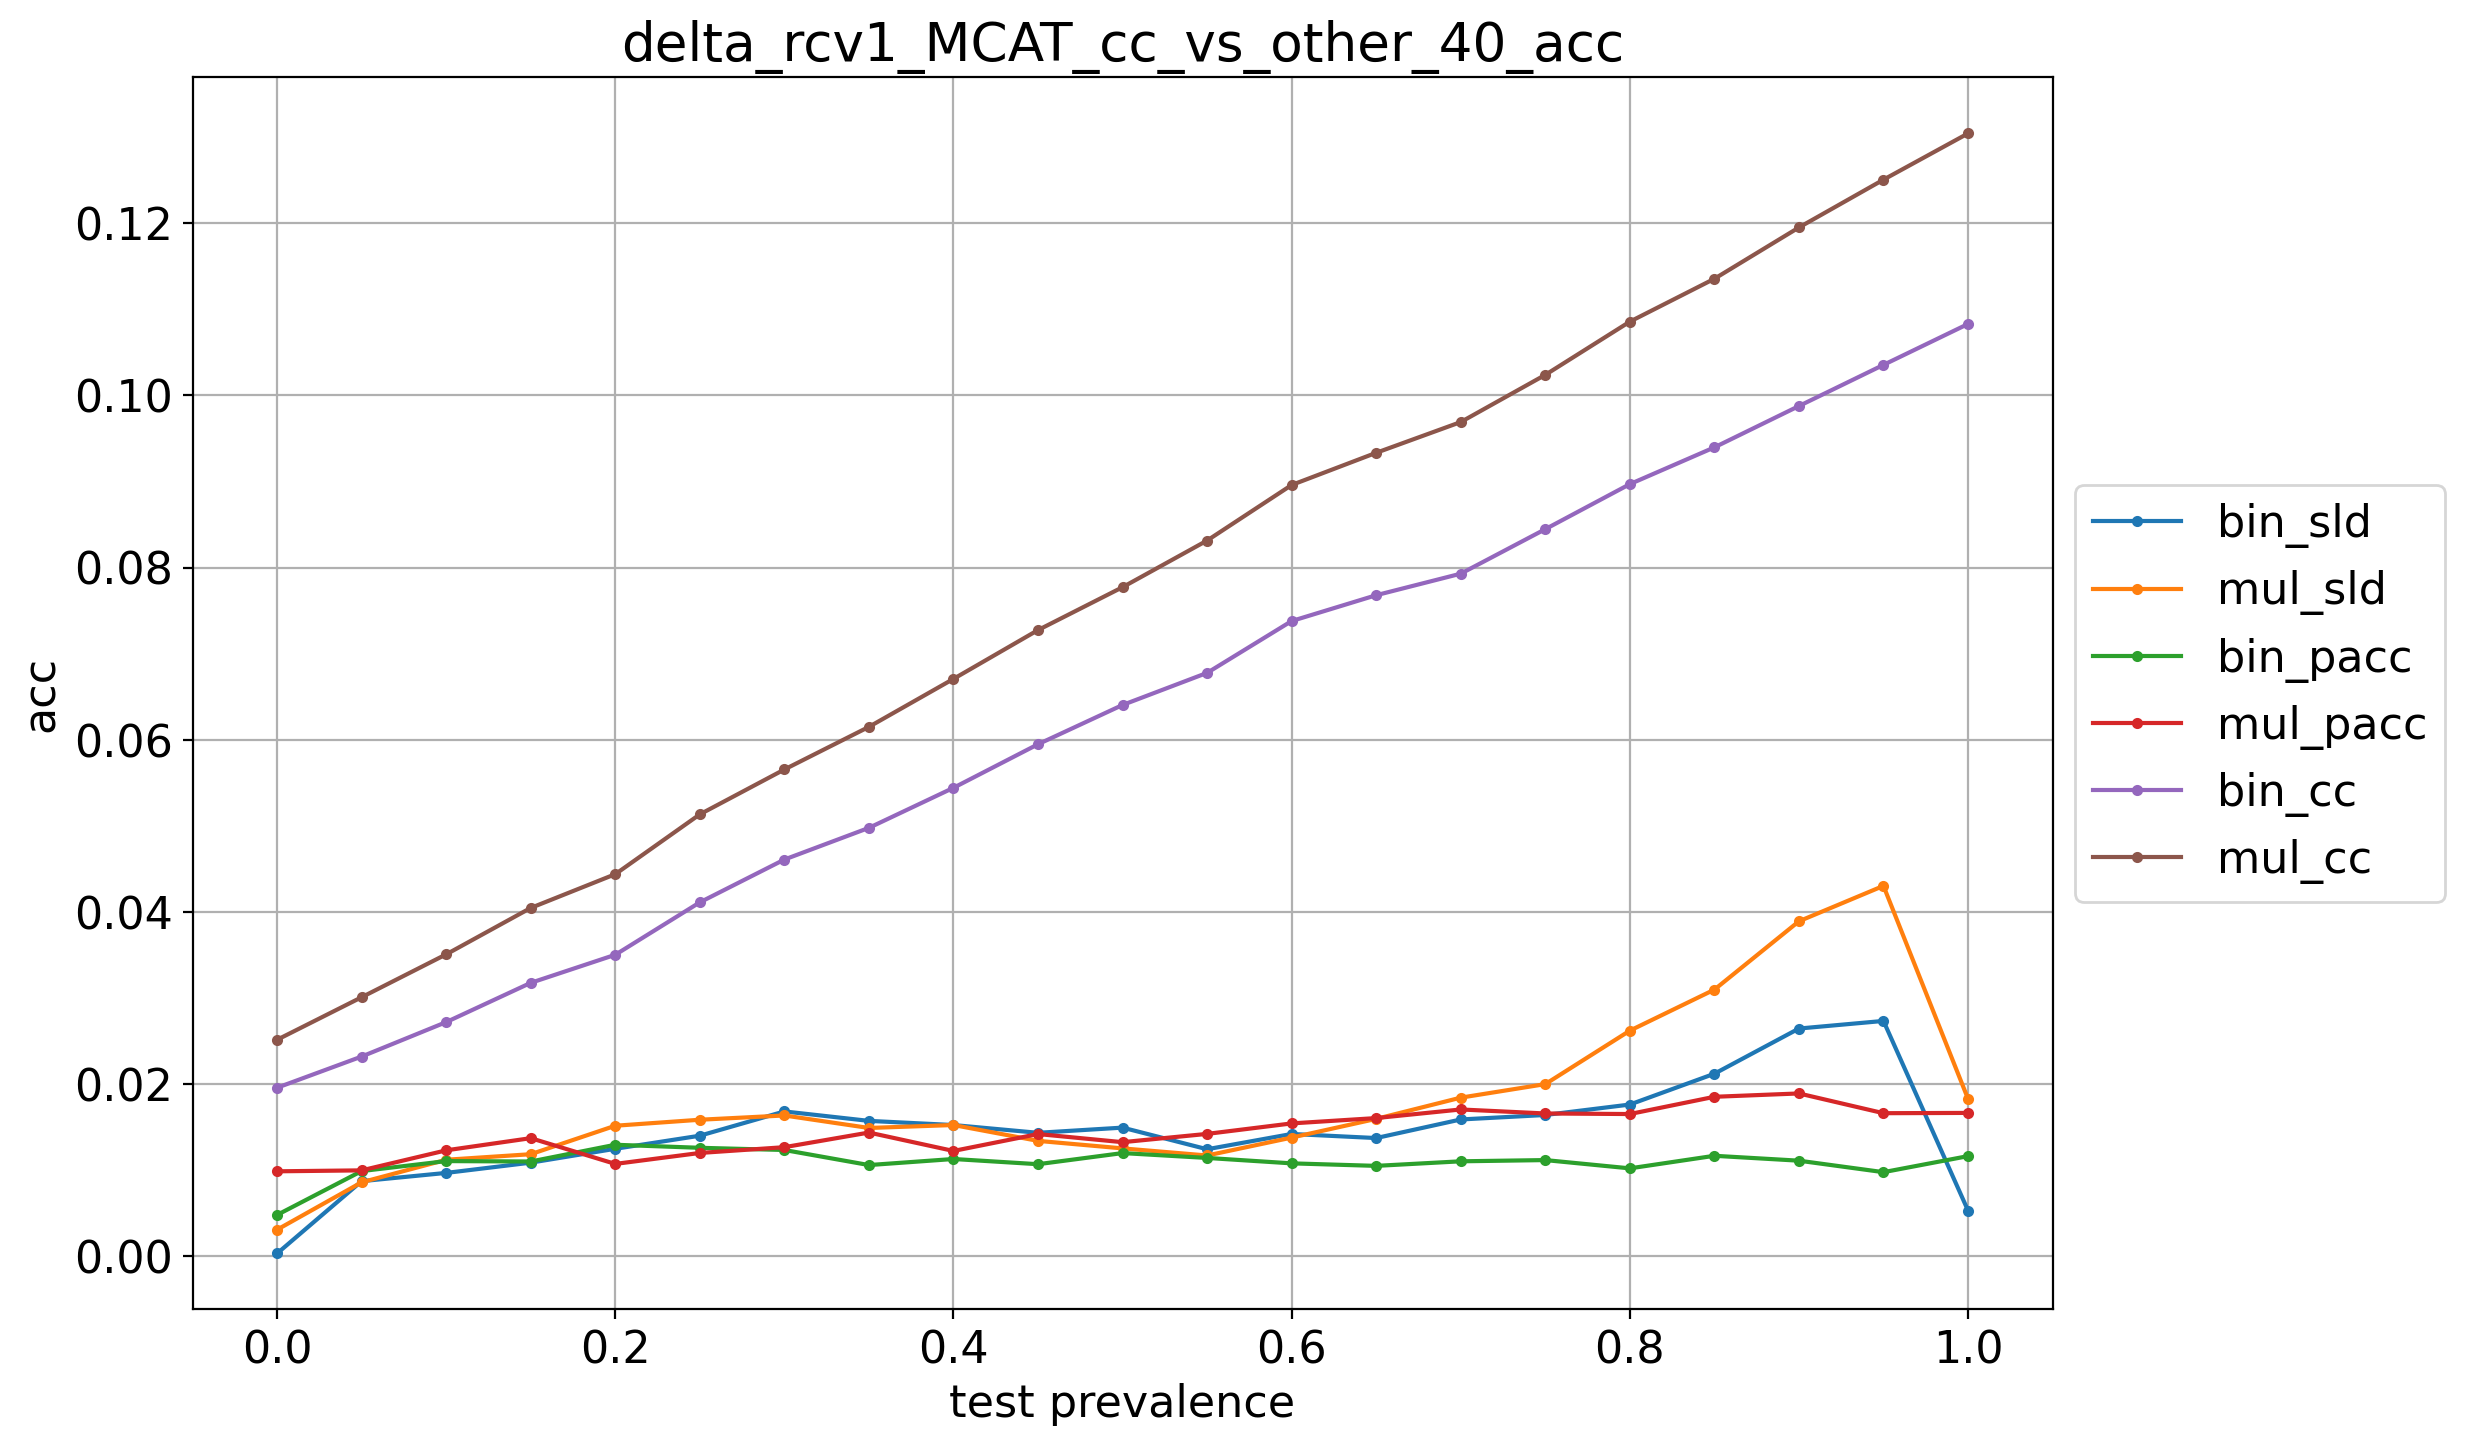 delta_rcv1_MCAT_cc_vs_other_40_acc
acc
0.12
0.10
0.08
0.06
0.04
0.02
0.00
0.0 0.2 0.4 0.6 0.8 1.0
test prevalence
bin_sld
mul_sld
bin_pacc
mul_pacc
bin_cc
mul_cc